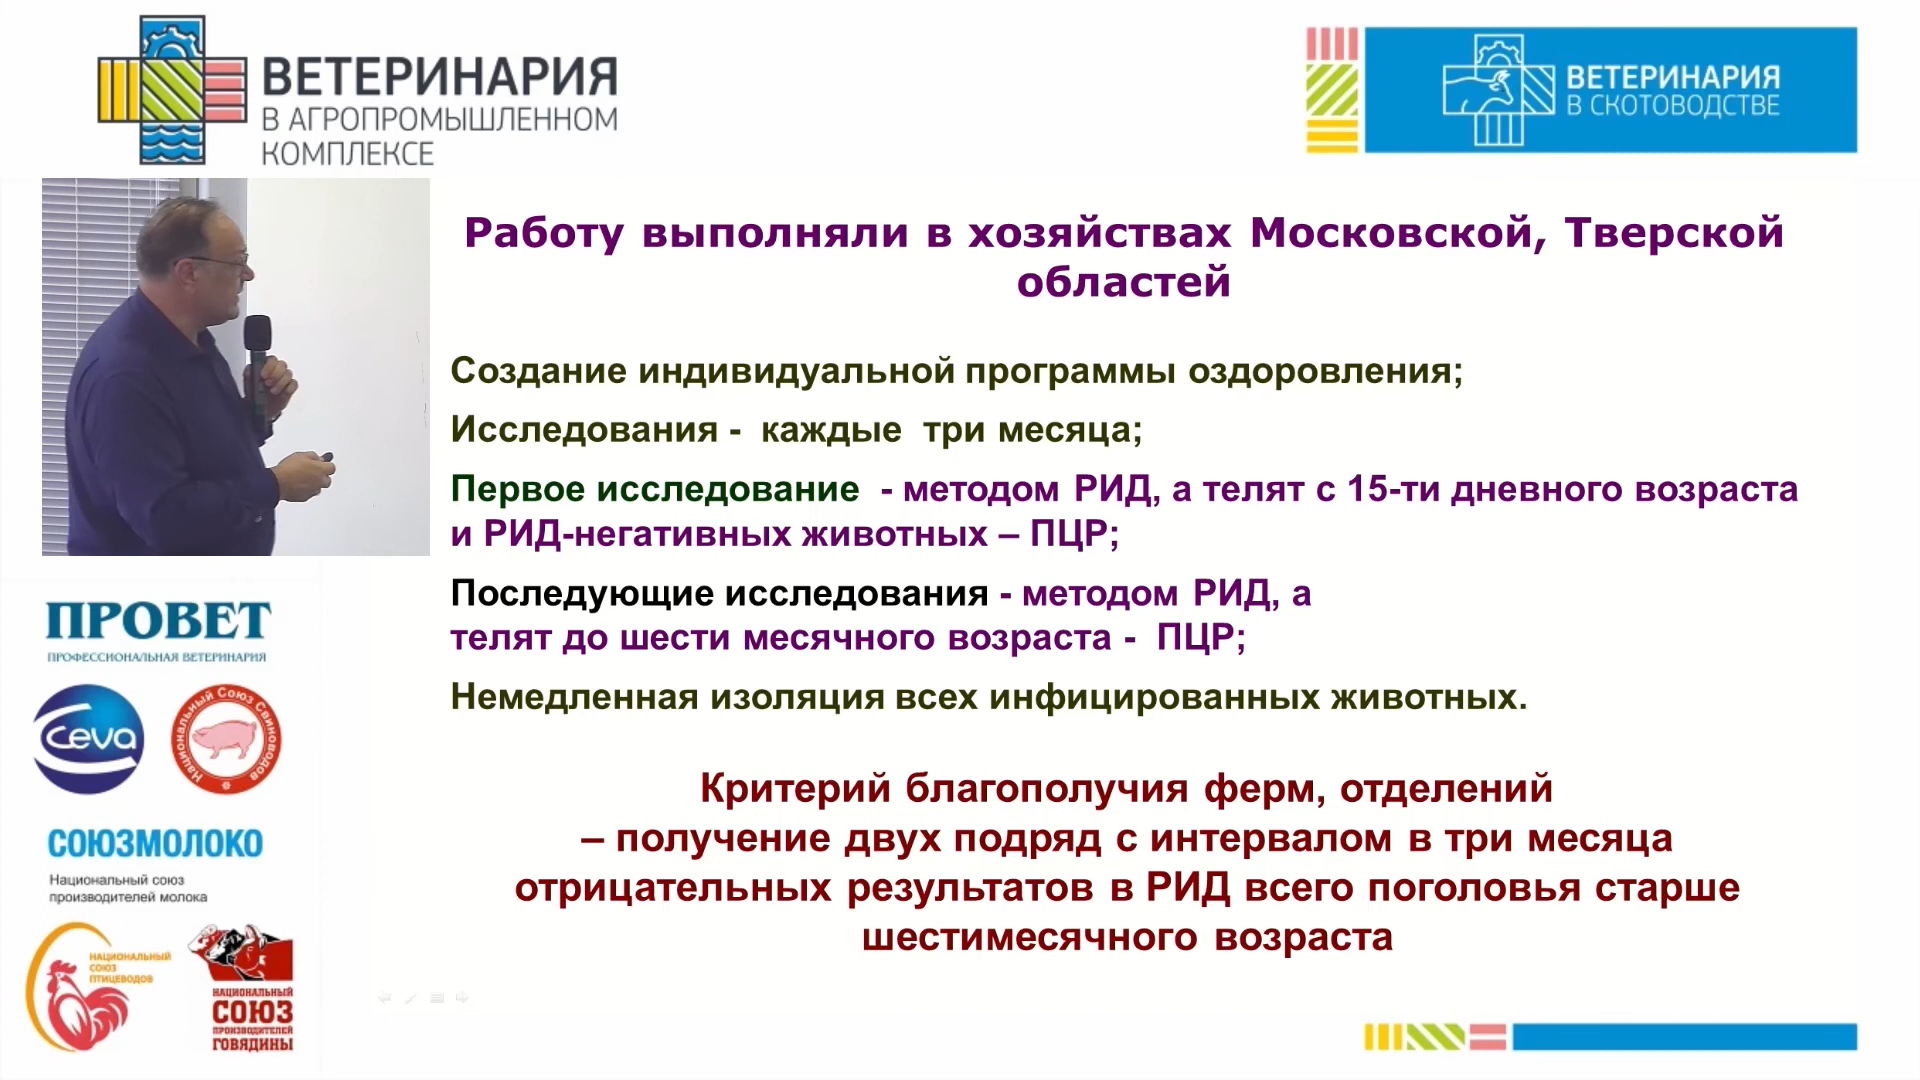 ВЕТЕРИНАРИЯ
В АГРОПРОМЫШЛЕННОМ
КОМПЛЕКСЕ
ВЕТЕРИНАРИЯ
В СКОТОВОДСТВЕ
Работу выполняли в хозяйствах Московской, Тверской
областей
Создание индивидуальной программы оздоровления;
Исследования - каждые три месяца;
Первое исследование - методом РИД, а телят с 15-ти дневного возраста
и РИД-негативных животных – ПЦР;
Последующие исследования - методом РИД, а
телят до шести месячного возраста - ПЦР;
Немедленная изоляция всех инфицированных животных.
Критерий благополучия ферм, отделений
– получение двух подряд с интервалом в три месяца
отрицательных результатов в РИД всего поголовья старше
шестимесячного возраста
ПРОВЕТ
ПРОФЕССИОНАЛЬНАЯ ВЕТЕРИНАРИЯ
Ceva
Национальный Союз Свиноводов
СОЮЗМОЛОКО
Национальный союз
производителей молока
НАЦИОНАЛЬНЫЙ
СОЮЗ
ПТИЦЕВОДОВ
НАЦИОНАЛЬНЫЙ
СОЮЗ
ПРОИЗВОДИТЕЛЕЙ
ГОВЯДИНЫ